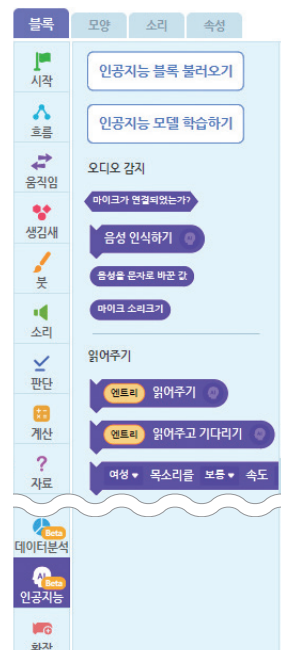 블록 모양 소리 속성
시작
흐름
움직임
생김새
붓
소리
판단
계산
자료
Beta
데이터분석
AI Beta
인공지능
확장
인공지능 블록 불러오기
인공지능 모델 학습하기
오디오 감지
마이크가 연결되었는가?
음성 인식하기
음성을 문자로 바꾼 값
마이크 소리크기
읽어주기
엔트리 읽어주기
엔트리 읽어주고 기다리기
여성 목소리를 보통 속도